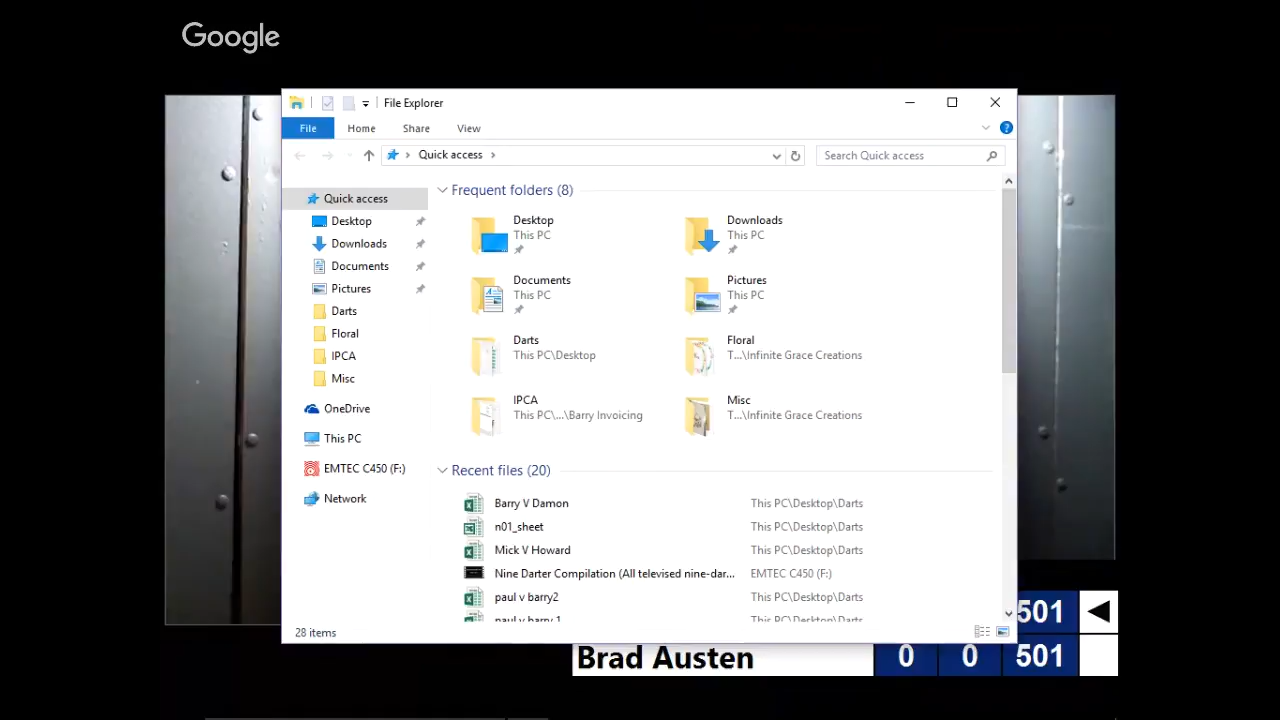 Google
File Explorer
File Home Share View
Quick access
Search Quick access
Quick access
Desktop
Downloads
Documents
Pictures
Darts
Floral
IPCA
Misc
OneDrive
This PC
EMTEC C450 (F:)
Network
Frequent folders (8)
Desktop
This PC
Downloads
This PC
Documents
This PC
Pictures
This PC
Darts
This PC\Desktop
Floral
T...\Infinite Grace Creations
IPCA
This PC\...\Barry Invoicing
Misc
T...\Infinite Grace Creations
Recent files (20)
Barry V Damon This PC\Desktop\Darts
n01_sheet This PC\Desktop\Darts
Mick V Howard This PC\Desktop\Darts
Nine Darter Compilation (All televised nine-dar... EMTEC C450 (F:)
paul v barry2 This PC\Desktop\Darts
28 items
501
Brad Austen 0 0 501